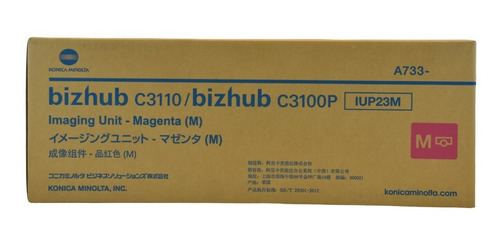 KONICA MINOLTA
A733-
bizhub C3110/bizhub C3100P IUP23M
Imaging Unit - Magenta (M)
イメージングユニット - マゼンタ (M)
成像组件 - 品红色 (M)
M
コニカミノルタ ビジネスソリューションズ株式会社
KONICA MINOLTA, INC.
konicaminolta.com